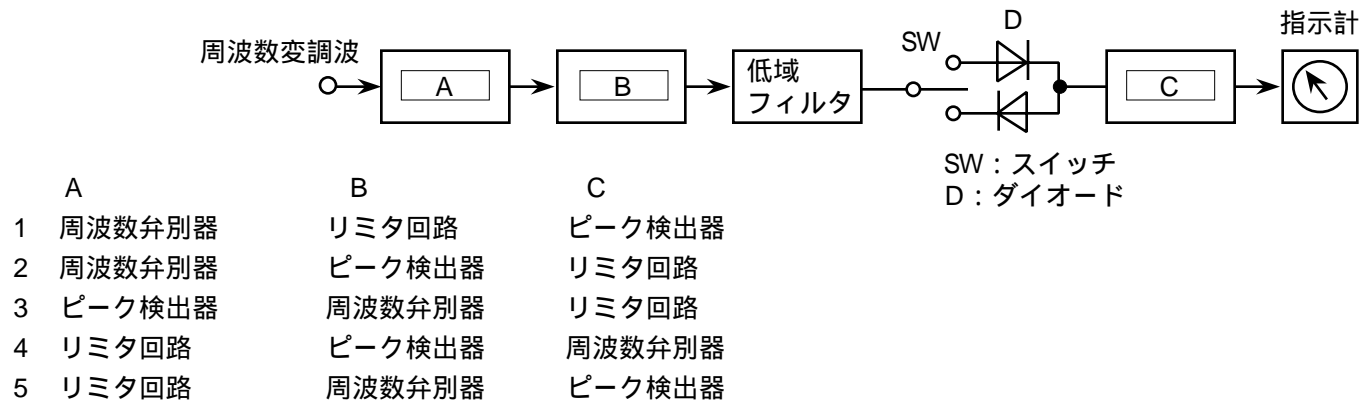 周波数変調波
A
B
低域
フィルタ
SW
D
C
指示計
SW:スイッチ
D:ダイオード
A B C
1 周波数弁別器 リミタ回路 ピーク検出器
2 周波数弁別器 ピーク検出器 リミタ回路
3 ピーク検出器 周波数弁別器 リミタ回路
4 リミタ回路 ピーク検出器 周波数弁別器
5 リミタ回路 周波数弁別器 ピーク検出器